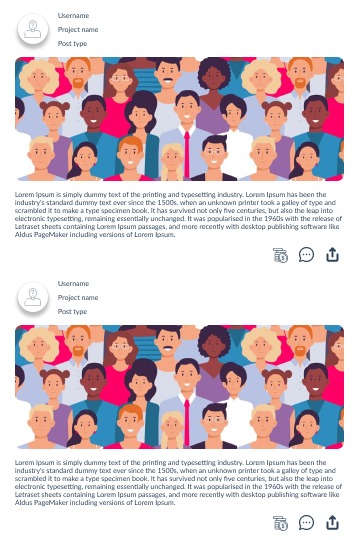 Username
Project name
Post type
Lorem Ipsum is simply dummy text of the printing and typesetting industry. Lorem Ipsum has been the
industry's standard dummy text ever since the 1500s, when an unknown printer took a galley of type and
scrambled it to make a type specimen book. It has survived not only five centuries, but also the leap into
electronic typesetting, remaining essentially unchanged. It was popularised in the 1960s with the release of
Letraset sheets containing Lorem Ipsum passages, and more recently with desktop publishing software like
Aldus PageMaker including versions of Lorem Ipsum.
Username
Project name
Post type
Lorem Ipsum is simply dummy text of the printing and typesetting industry. Lorem Ipsum has been the
industry's standard dummy text ever since the 1500s, when an unknown printer took a galley of type and
scrambled it to make a type specimen book. It has survived not only five centuries, but also the leap into
electronic typesetting, remaining essentially unchanged. It was popularised in the 1960s with the release of
Letraset sheets containing Lorem Ipsum passages, and more recently with desktop publishing software like
Aldus PageMaker including versions of Lorem Ipsum.